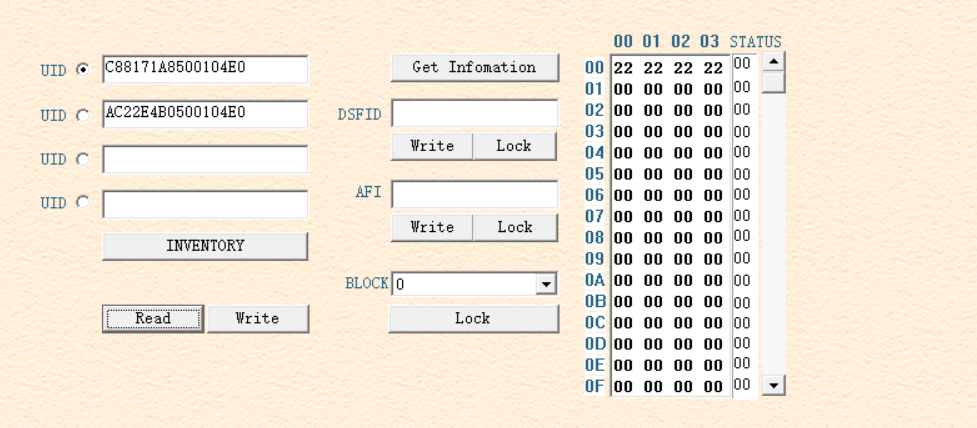 00 01 02 03 STATUS
UID C88171A8500104E0
UID AC22E4B0500104E0
UID
UID
INVENTORY
Read Write
Get Infomation
DSFID
Write Lock
AFI
Write Lock
BLOCK 0
Lock
00 22 22 22 22 00
01 00 00 00 00 00
02 00 00 00 00 00
03 00 00 00 00 00
04 00 00 00 00 00
05 00 00 00 00 00
06 00 00 00 00 00
07 00 00 00 00 00
08 00 00 00 00 00
09 00 00 00 00 00
0A 00 00 00 00 00
0B 00 00 00 00 00
0C 00 00 00 00 00
0D 00 00 00 00 00
0E 00 00 00 00 00
0F 00 00 00 00 00